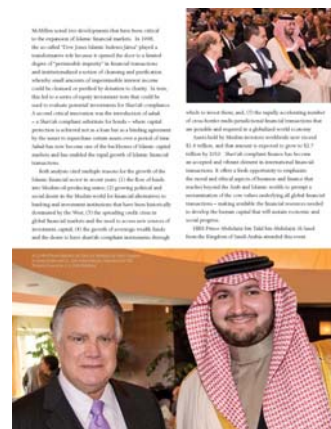 McMillen noted two developments that have been critical
to the expansion of Islamic financial markets. In 1998,
the so-called "Dow Jones Islamic Indexes fatwa" played a
transformative role because it opened the door to a limited
degree of "permissible impurity" in financial transactions
and institutionalized a notion of cleansing and purification
whereby small amounts of impermissible interest income
could be cleansed or purified by donation to charity. In turn,
this led to a series of equity investment tests that could be
used to evaluate potential investments for Shari'ah compliance.
A second critical innovation was the introduction of sukuk
– a Shari'ah compliant substitute for bonds – where capital
protection is achieved not as a loan but as a binding agreement
by the issuer to repurchase certain assets over a period of time.
Sukuk has now become one of the backbones of Islamic capital
markets and has enabled the rapid growth of Islamic financial
transactions.
Both analysts cited multiple reasons for the growth of the
Islamic financial sector in recent years: (1) the flow of funds
into Muslim oil-producing states; (2) growing political and
social desire in the Muslim world for financial alternatives to
banking and investment institutions that have been historically
dominated by the West; (3) the spreading credit crisis in
global financial markets and the need to access new sources of
investment capital; (4) the growth of sovereign wealth funds
and the desire to have shari'ah compliant instruments through
which to invest them; and, (5) the rapidly accelerating number
of cross-border multi-jurisdictional financial transactions that
are possible and required in a globalized world economy.
Assets held by Muslim investors worldwide now exceed
and that amount is expected to grow to $2.7
trillion by 2010. Shari'ah compliant finance has become
an accepted and vibrant element in international financial
transactions. It offers a fresh opportunity to emphasize
the moral and ethical aspects of business and finance that
reaches beyond the Arab and Islamic worlds to prompt a
reexamination of the core values underlying all global financial
transactions – making available the financial resources needed
to develop the human capital that will sustain economic and
social progress.
HRH Prince Abdulaziz bin Talal bin Abdulaziz Al Saud
from the Kingdom of Saudi Arabia attended this event